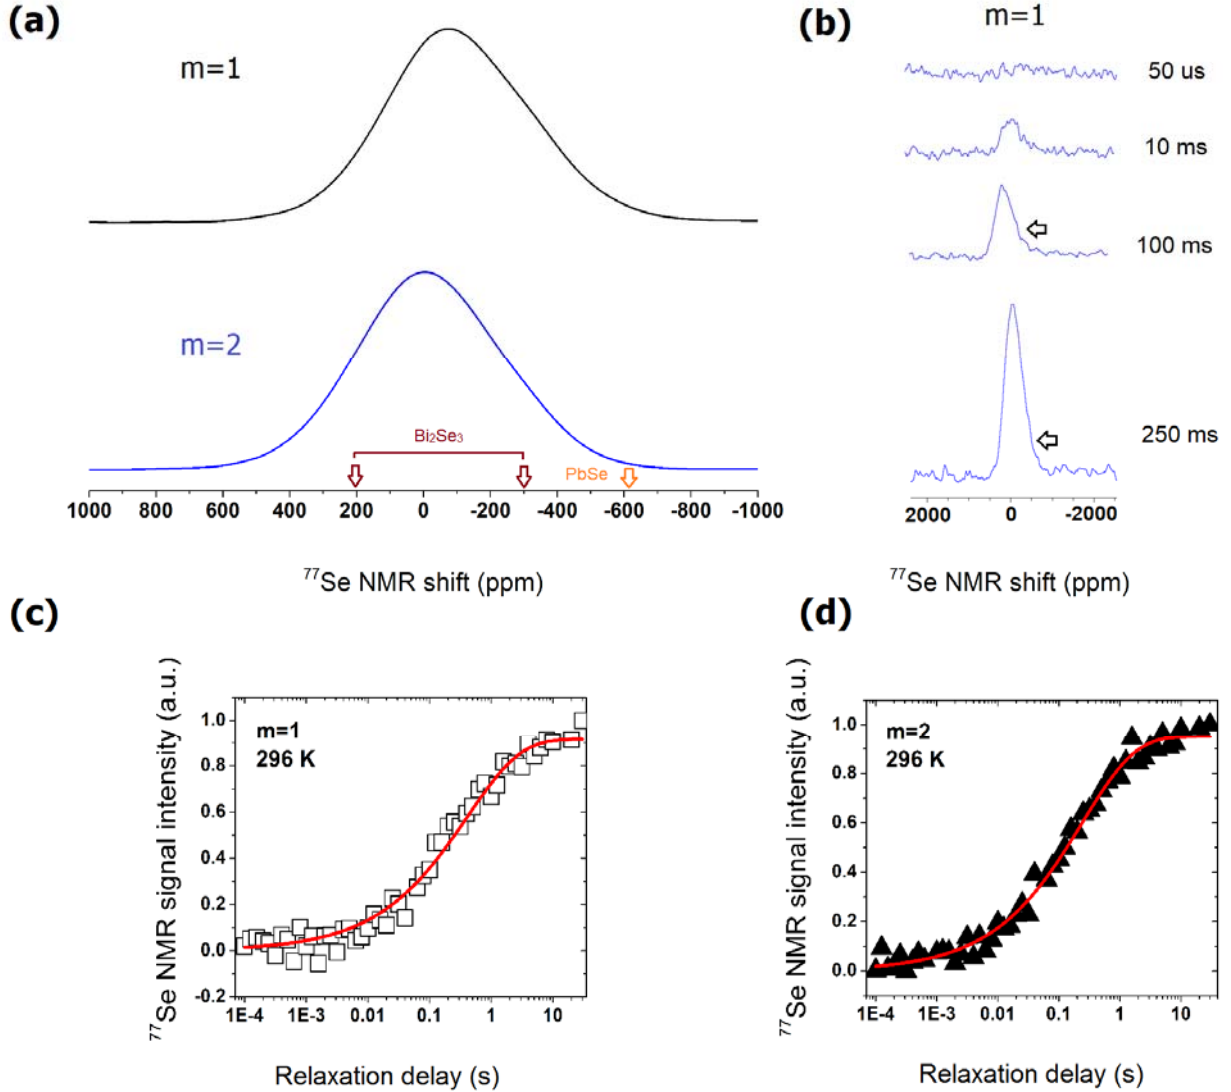 (a)
m=1
m=2
Bi₂Se₃
PbSe
1000 800 600 400 200 0 -200 -400 -600 -800 -1000
⁷⁷Se NMR shift (ppm)
(b)
m=1
50 us
10 ms
100 ms
250 ms
2000 0 -2000
⁷⁷Se NMR shift (ppm)
(c)
⁷⁷Se NMR signal intensity (a.u.)
m=1
296 K
1.0
0.8
0.6
0.4
0.2
0.0
-0.2
1E-4 1E-3 0.01 0.1 1 10
Relaxation delay (s)
(d)
⁷⁷Se NMR signal intensity (a.u.)
m=2
296 K
1.0
0.8
0.6
0.4
0.2
0.0
1E-4 1E-3 0.01 0.1 1 10
Relaxation delay (s)